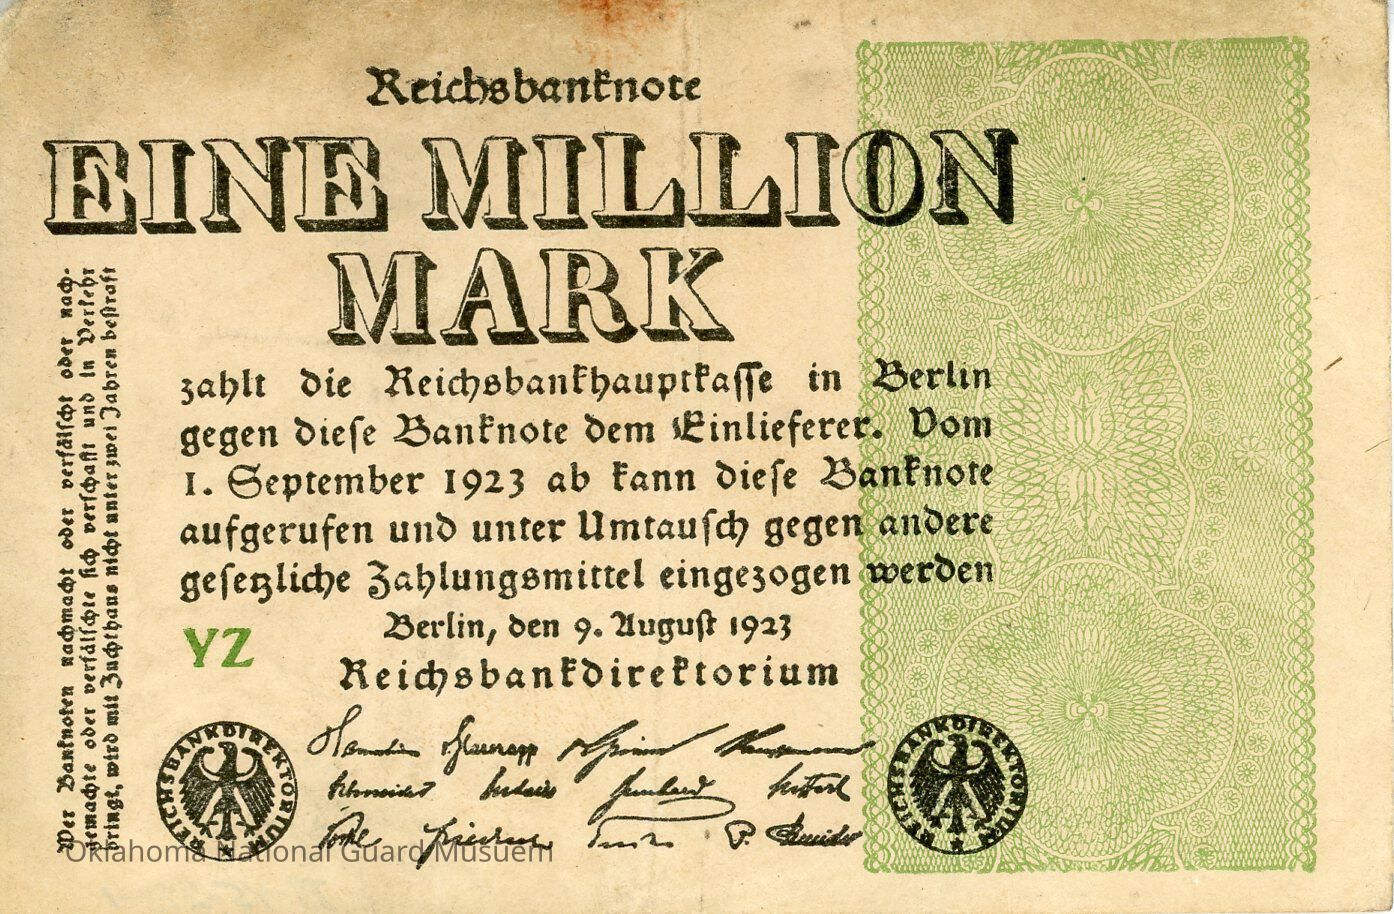 Reichsbanknote
EINE MILLION
MARK
zahlt die Reichsbankhauptkasse in Berlin
gegen diese Banknote dem Einlieferer. Vom
1. September 1923 ab kann diese Banknote
aufgerufen und unter Umtausch gegen andere
gesetzliche Zahlungsmittel eingezogen werden
Berlin, den 9. August 1923
Reichsbankdirektorium
YZ
Wer Banknoten nachmacht oder verfälscht oder nach-
gemachte oder verfälschte sich verschafft und in Verkehr
bringt, wird mit Zuchthaus nicht unter zwei Jahren bestraft
REICHSBANKDIREKTORIUM
REICHSBANKDIREKTORIUM
Oklahoma National Guard Musuem